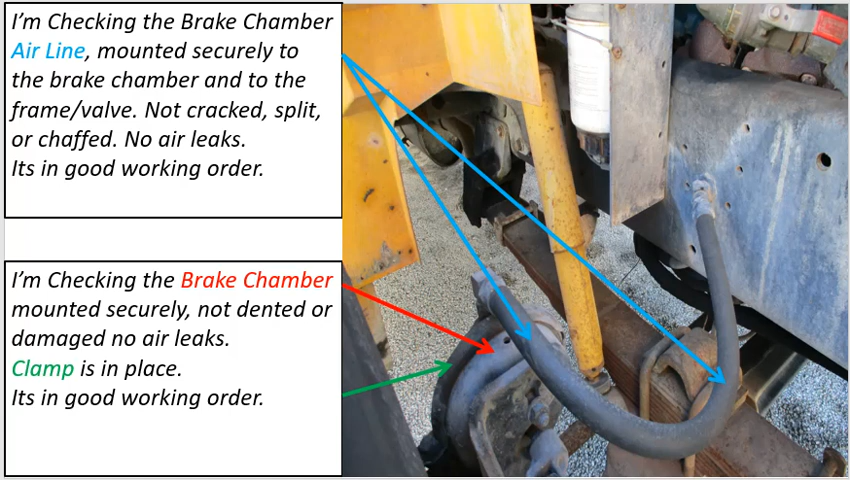 I'm Checking the Brake Chamber
Air Line, mounted securely to
the brake chamber and to the
frame/valve. Not cracked, split,
or chaffed. No air leaks.
Its in good working order.
I'm Checking the Brake Chamber
mounted securely, not dented or
damaged no air leaks.
Clamp is in place.
Its in good working order.